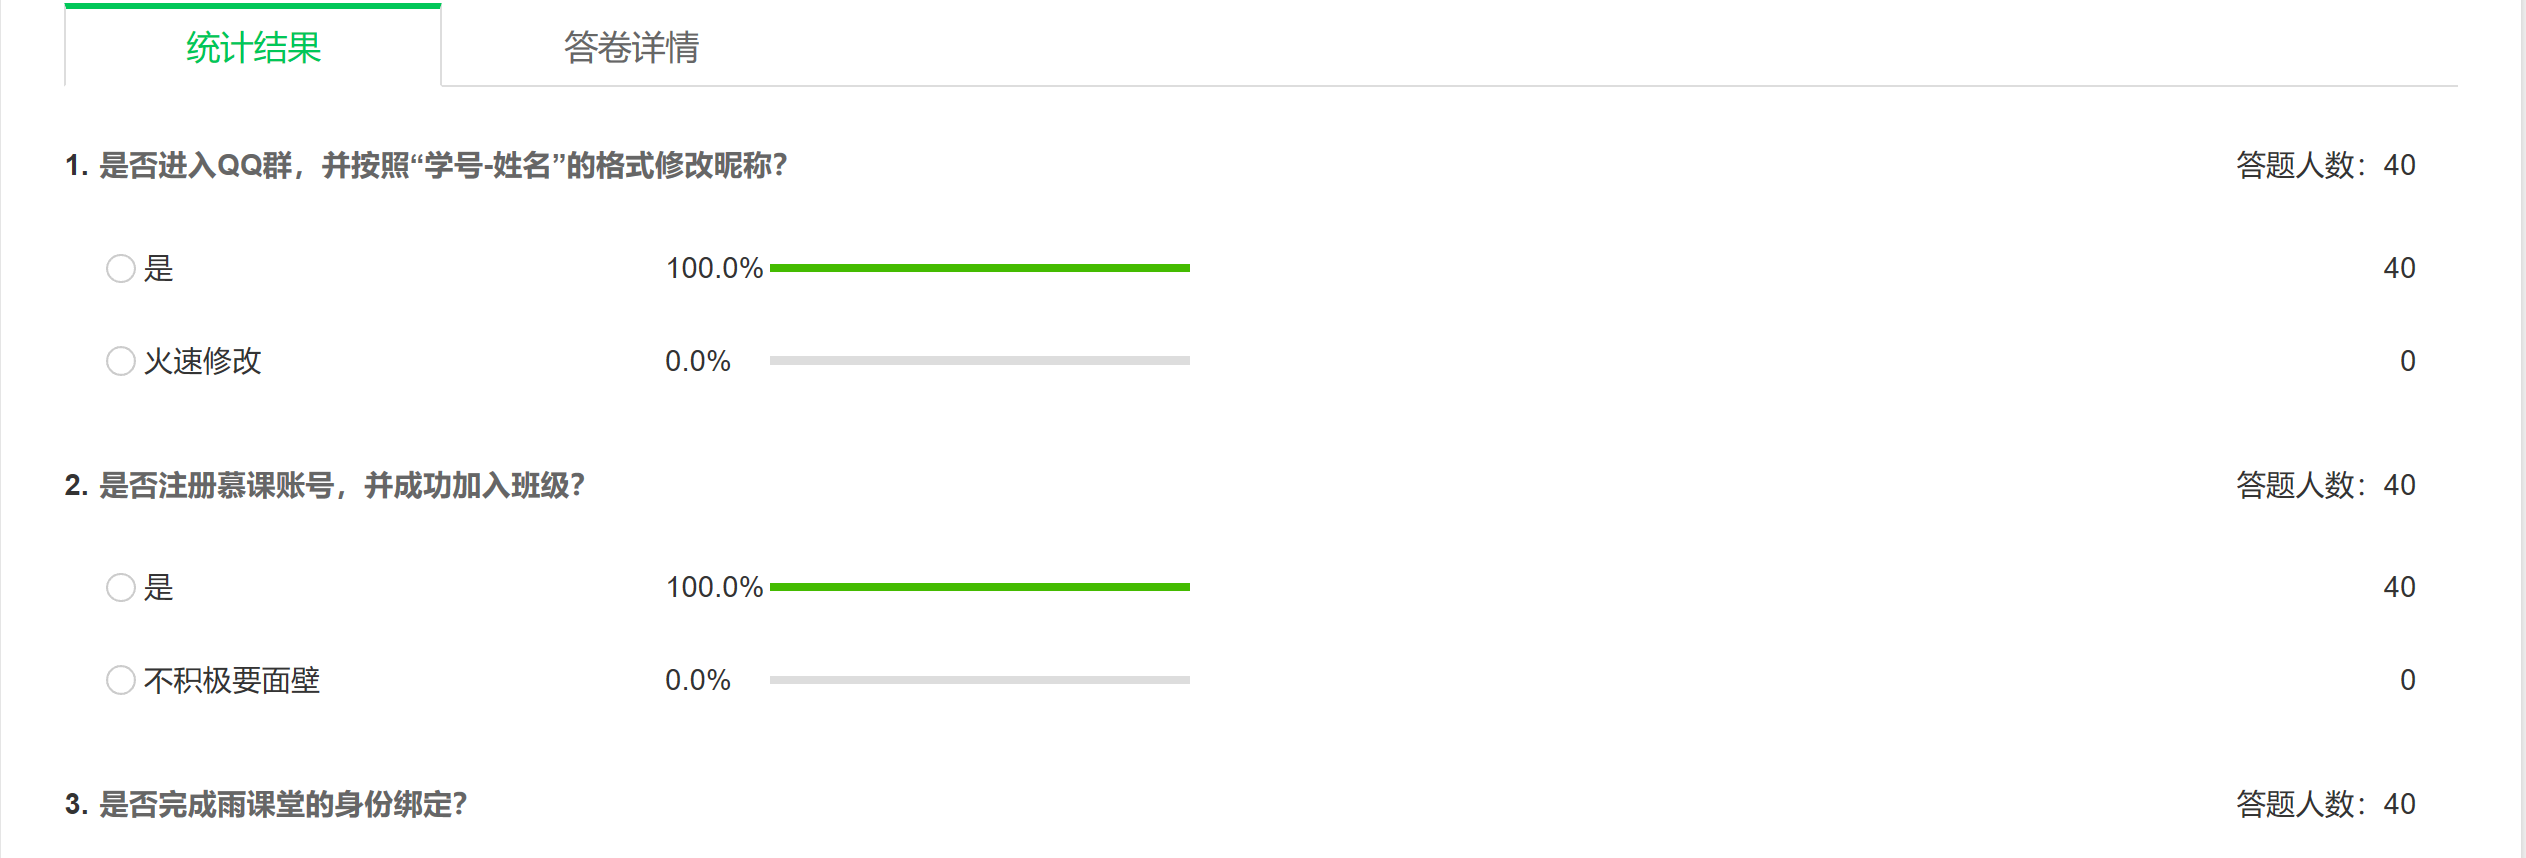 统计结果 答卷详情
1. 是否进入QQ群，并按照“学号-姓名”的格式修改昵称？ 答题人数：40
是 100.0% 40
火速修改 0.0% 0
2. 是否注册慕课账号，并成功加入班级？ 答题人数：40
是 100.0% 40
不积极要面壁 0.0% 0
3. 是否完成雨课堂的身份绑定？ 答题人数：40